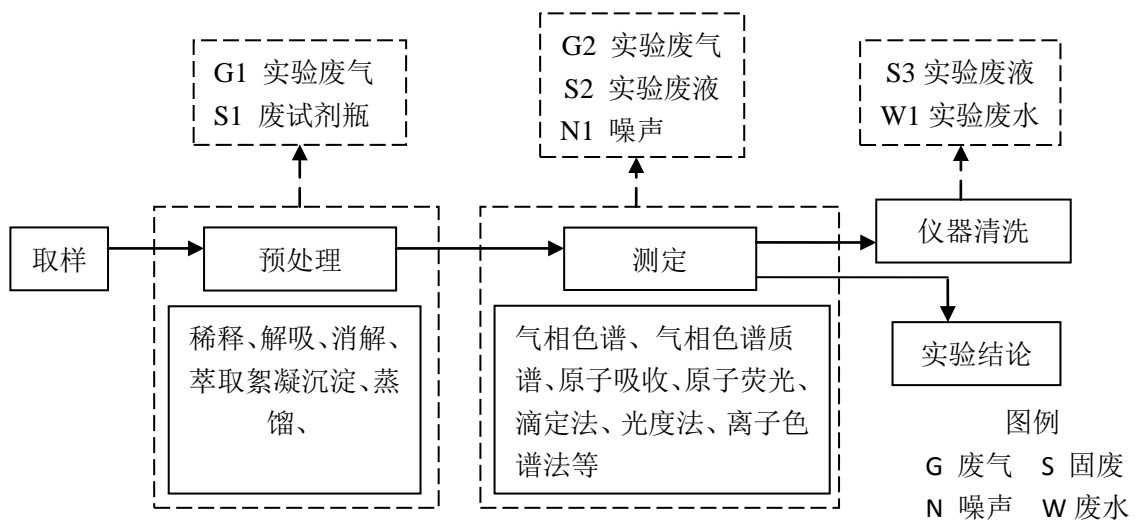 G1 实验废气
S1 废试剂瓶
G2 实验废气
S2 实验废液
N1 噪声
S3 实验废液
W1 实验废水
取样
预处理
测定
仪器清洗
实验结论
稀释、解吸、消解、
萃取絮凝沉淀、蒸
馏、
气相色谱、气相色谱质
谱、原子吸收、原子荧光、
滴定法、光度法、离子色
谱法等
图例
G 废气 S 固废
N 噪声 W 废水